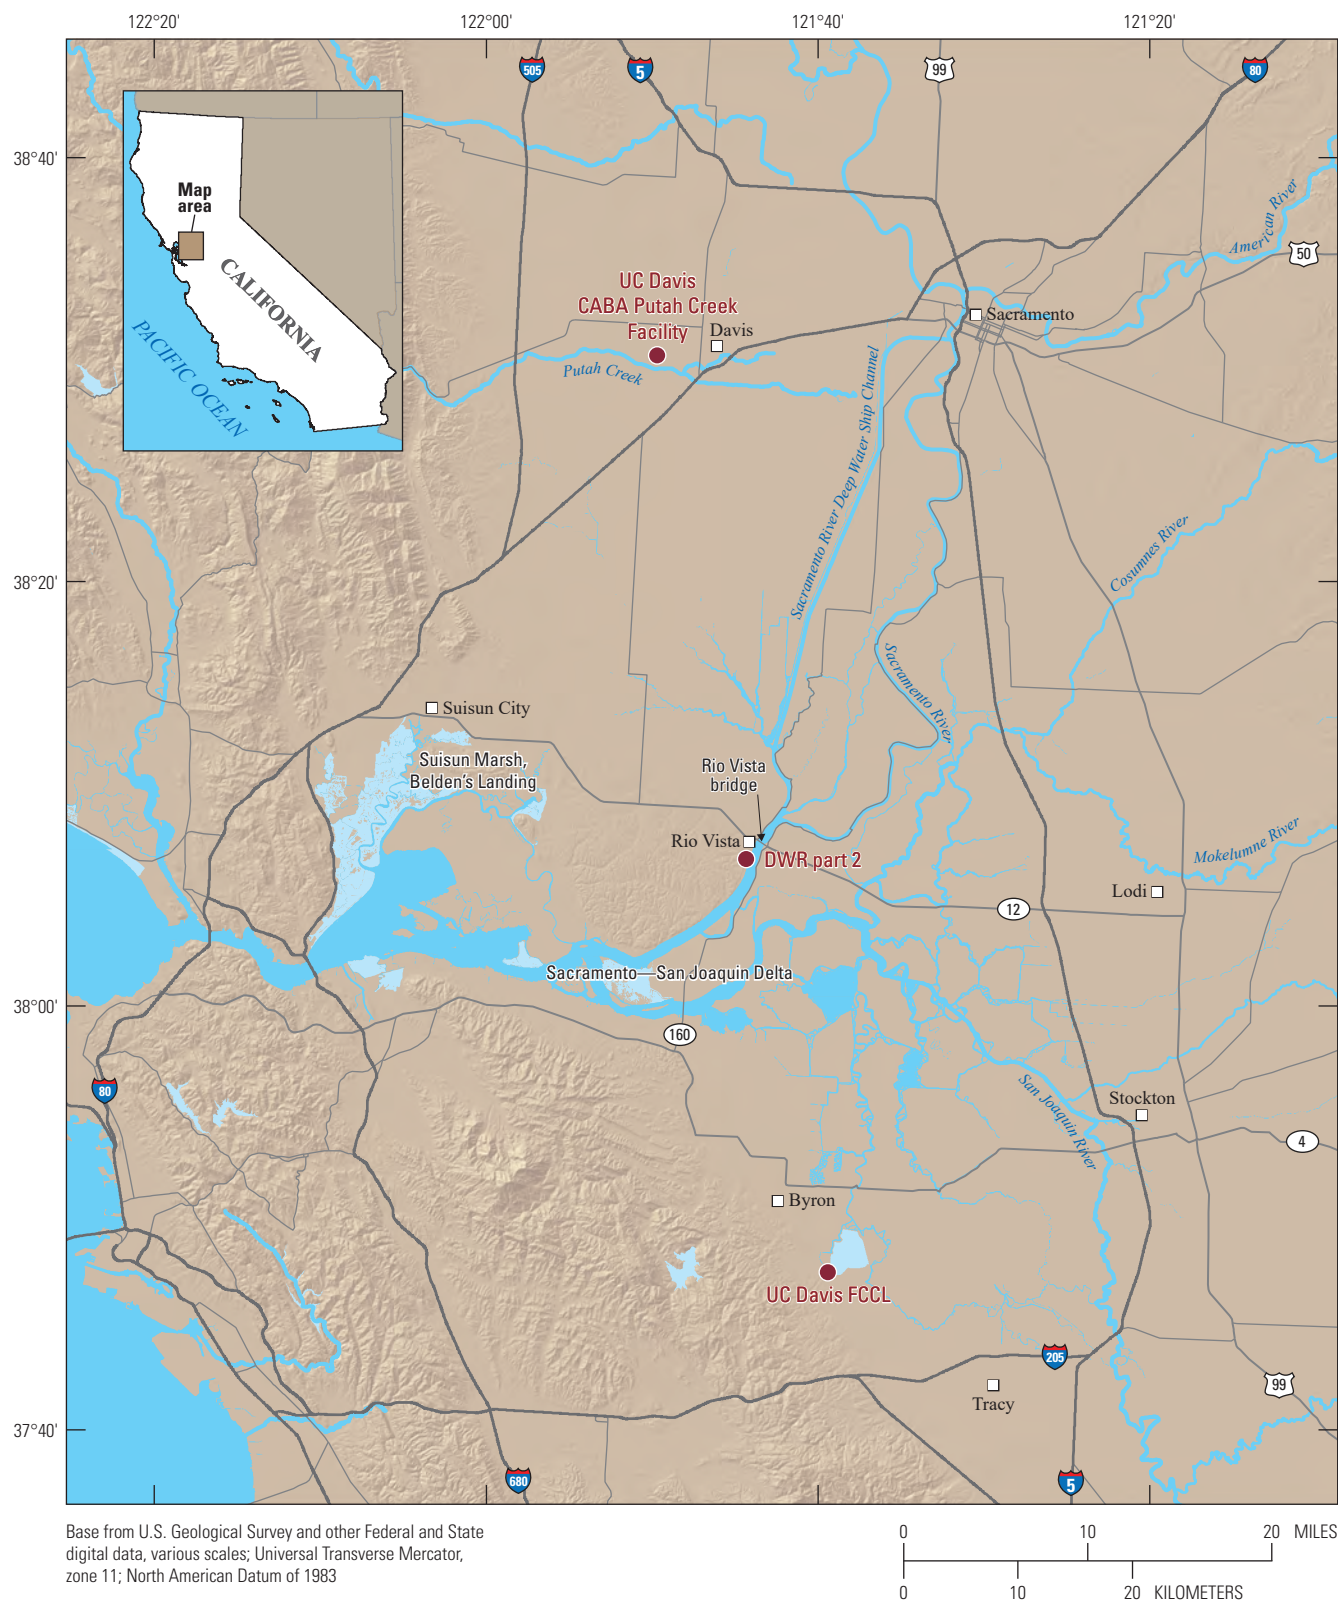 122°20'
122°00'
121°40'
121°20'
505
5
99
80
38°40'
Map
area
CALIFORNIA
PACIFIC OCEAN
American River
50
UC Davis
CABA Putah Creek
Facility
Davis
Sacramento
Putah Creek
Sacramento River Deep Water Ship Channel
Cosumnes River
38°20'
Sacramento River
Suisun City
Suisun Marsh,
Belden's Landing
Rio Vista
bridge
Rio Vista
DWR part 2
Mokelumne River
Lodi
12
Sacramento—San Joaquin Delta
38°00'
160
80
San Joaquin River
Stockton
4
Byron
UC Davis FCCL
205
Tracy
99
37°40'
680
5
Base from U.S. Geological Survey and other Federal and State
digital data, various scales; Universal Transverse Mercator,
zone 11; North American Datum of 1983
0 10 20 MILES
0 10 20 KILOMETERS